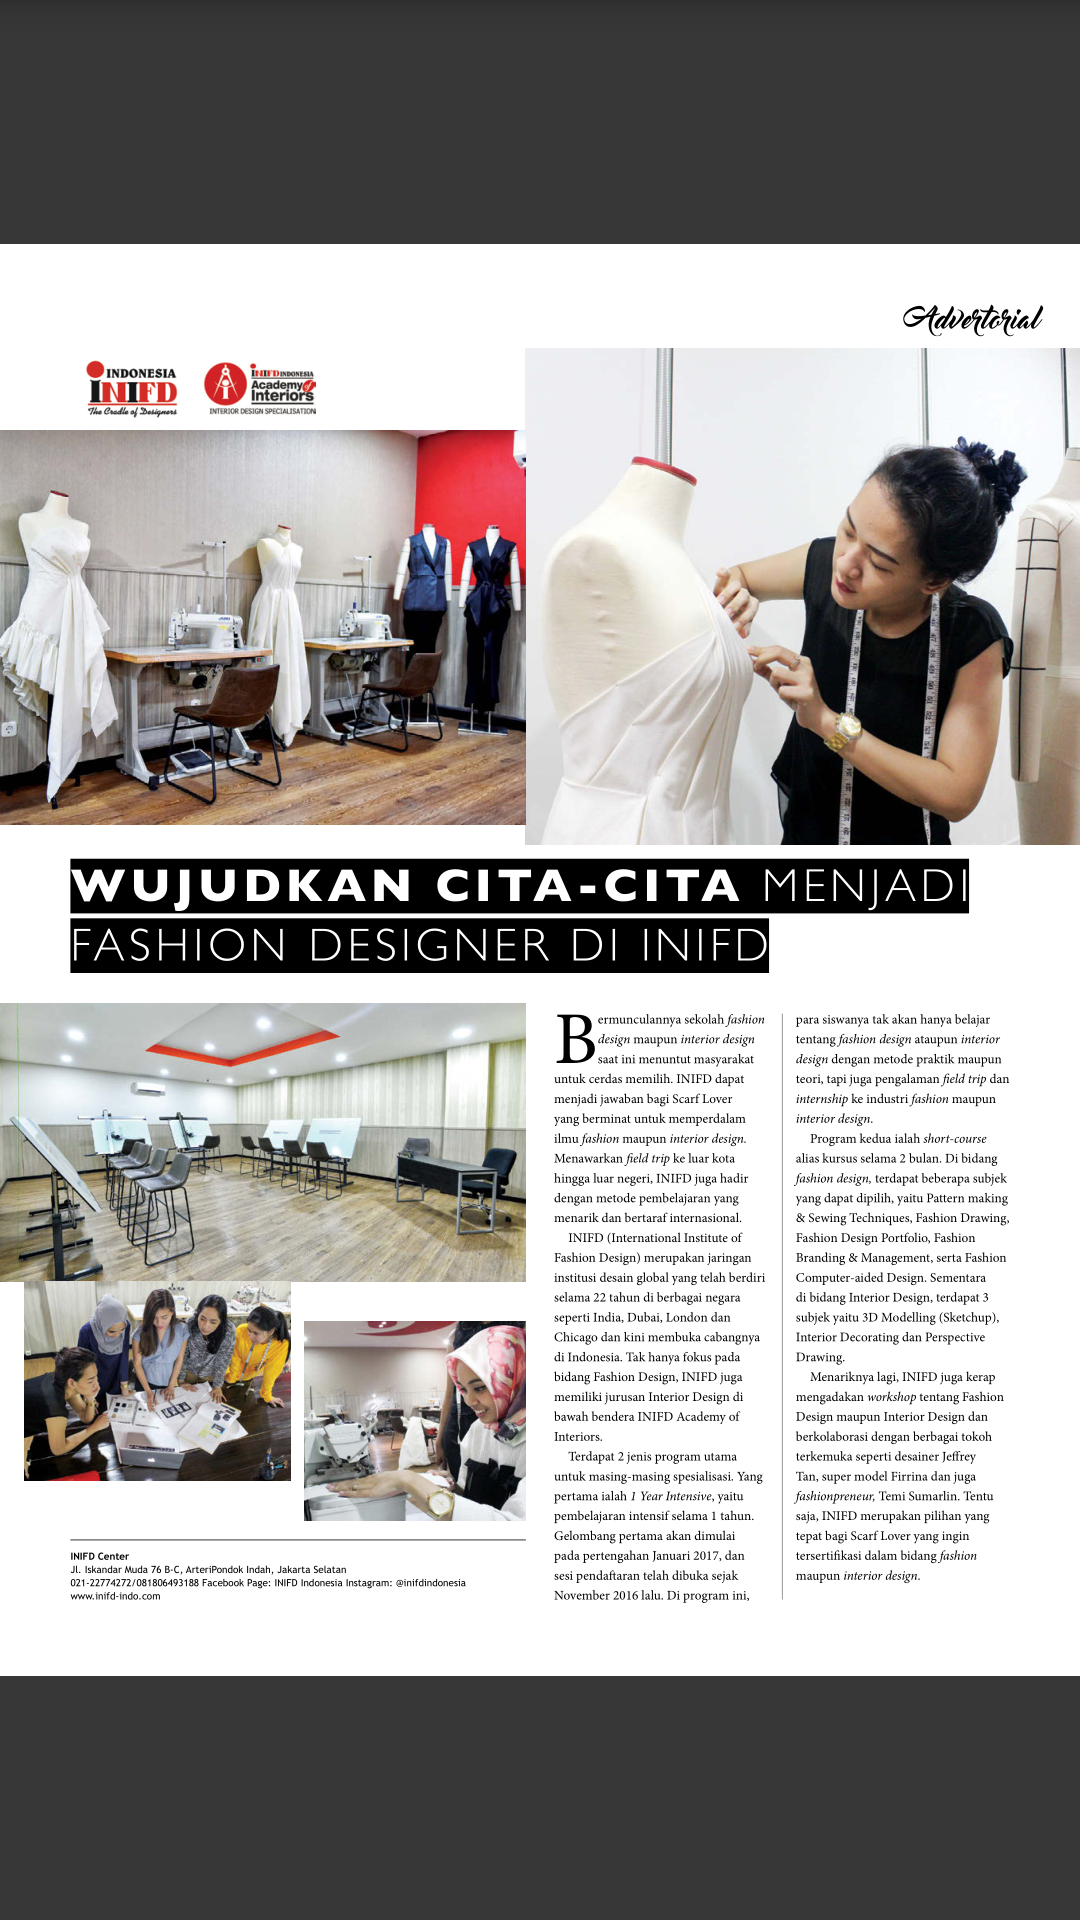 Advertorial
INDONESIA
INIFD
The Cradle of Designers
INIFD INDONESIA
Academy of
Interiors
INTERIOR DESIGN SPECIALISATION
WUJUDKAN CITA-CITA MENJADI
FASHION DESIGNER DI INIFD
Bermunculannya sekolah fashion
design maupun interior design
saat ini menuntut masyarakat
untuk cerdas memilih. INIFD dapat
menjadi jawaban bagi Scarf Lover
yang berminat untuk memperdalam
ilmu fashion maupun interior design.
Menawarkan field trip ke luar kota
hingga luar negeri, INIFD juga hadir
dengan metode pembelajaran yang
menarik dan bertaraf internasional.
INIFD (International Institute of
Fashion Design) merupakan jaringan
institusi desain global yang telah berdiri
selama 22 tahun di berbagai negara
seperti India, Dubai, London dan
Chicago dan kini membuka cabangnya
di Indonesia. Tak hanya fokus pada
bidang Fashion Design, INIFD juga
memiliki jurusan Interior Design di
bawah bendera INIFD Academy of
Interiors.
Terdapat 2 jenis program utama
untuk masing-masing spesialisasi. Yang
pertama ialah 1 Year Intensive, yaitu
pembelajaran intensif selama 1 tahun.
Gelombang pertama akan dimulai
pada pertengahan Januari 2017, dan
sesi pendaftaran telah dibuka sejak
November 2016 lalu. Di program ini,
para siswanya tak akan hanya belajar
tentang fashion design ataupun interior
design dengan metode praktik maupun
teori, tapi juga pengalaman field trip dan
internship ke industri fashion maupun
interior design.
Program kedua ialah short-course
alias kursus selama 2 bulan. Di bidang
fashion design, terdapat beberapa subjek
yang dapat dipilih, yaitu Pattern making
& Sewing Techniques, Fashion Drawing,
Fashion Design Portfolio, Fashion
Branding & Management, serta Fashion
Computer-aided Design. Sementara
di bidang Interior Design, terdapat 3
subjek yaitu 3D Modelling (Sketchup),
Interior Decorating dan Perspective
Drawing.
Menariknya lagi, INIFD juga kerap
mengadakan workshop tentang Fashion
Design maupun Interior Design dan
berkolaborasi dengan berbagai tokoh
terkemuka seperti desainer Jeffrey
Tan, super model Firrina dan juga
fashionpreneur, Temi Sumarlin. Tentu
saja, INIFD merupakan pilihan yang
tepat bagi Scarf Lover yang ingin
tersertifikasi dalam bidang fashion
maupun interior design.
INIFD Center
Jl. Iskandar Muda 76 B-C, ArteriPondok Indah, Jakarta Selatan
021-22774272/081806493188 Facebook Page: INIFD Indonesia Instagram: @inifdindonesia
www.inifd-indo.com